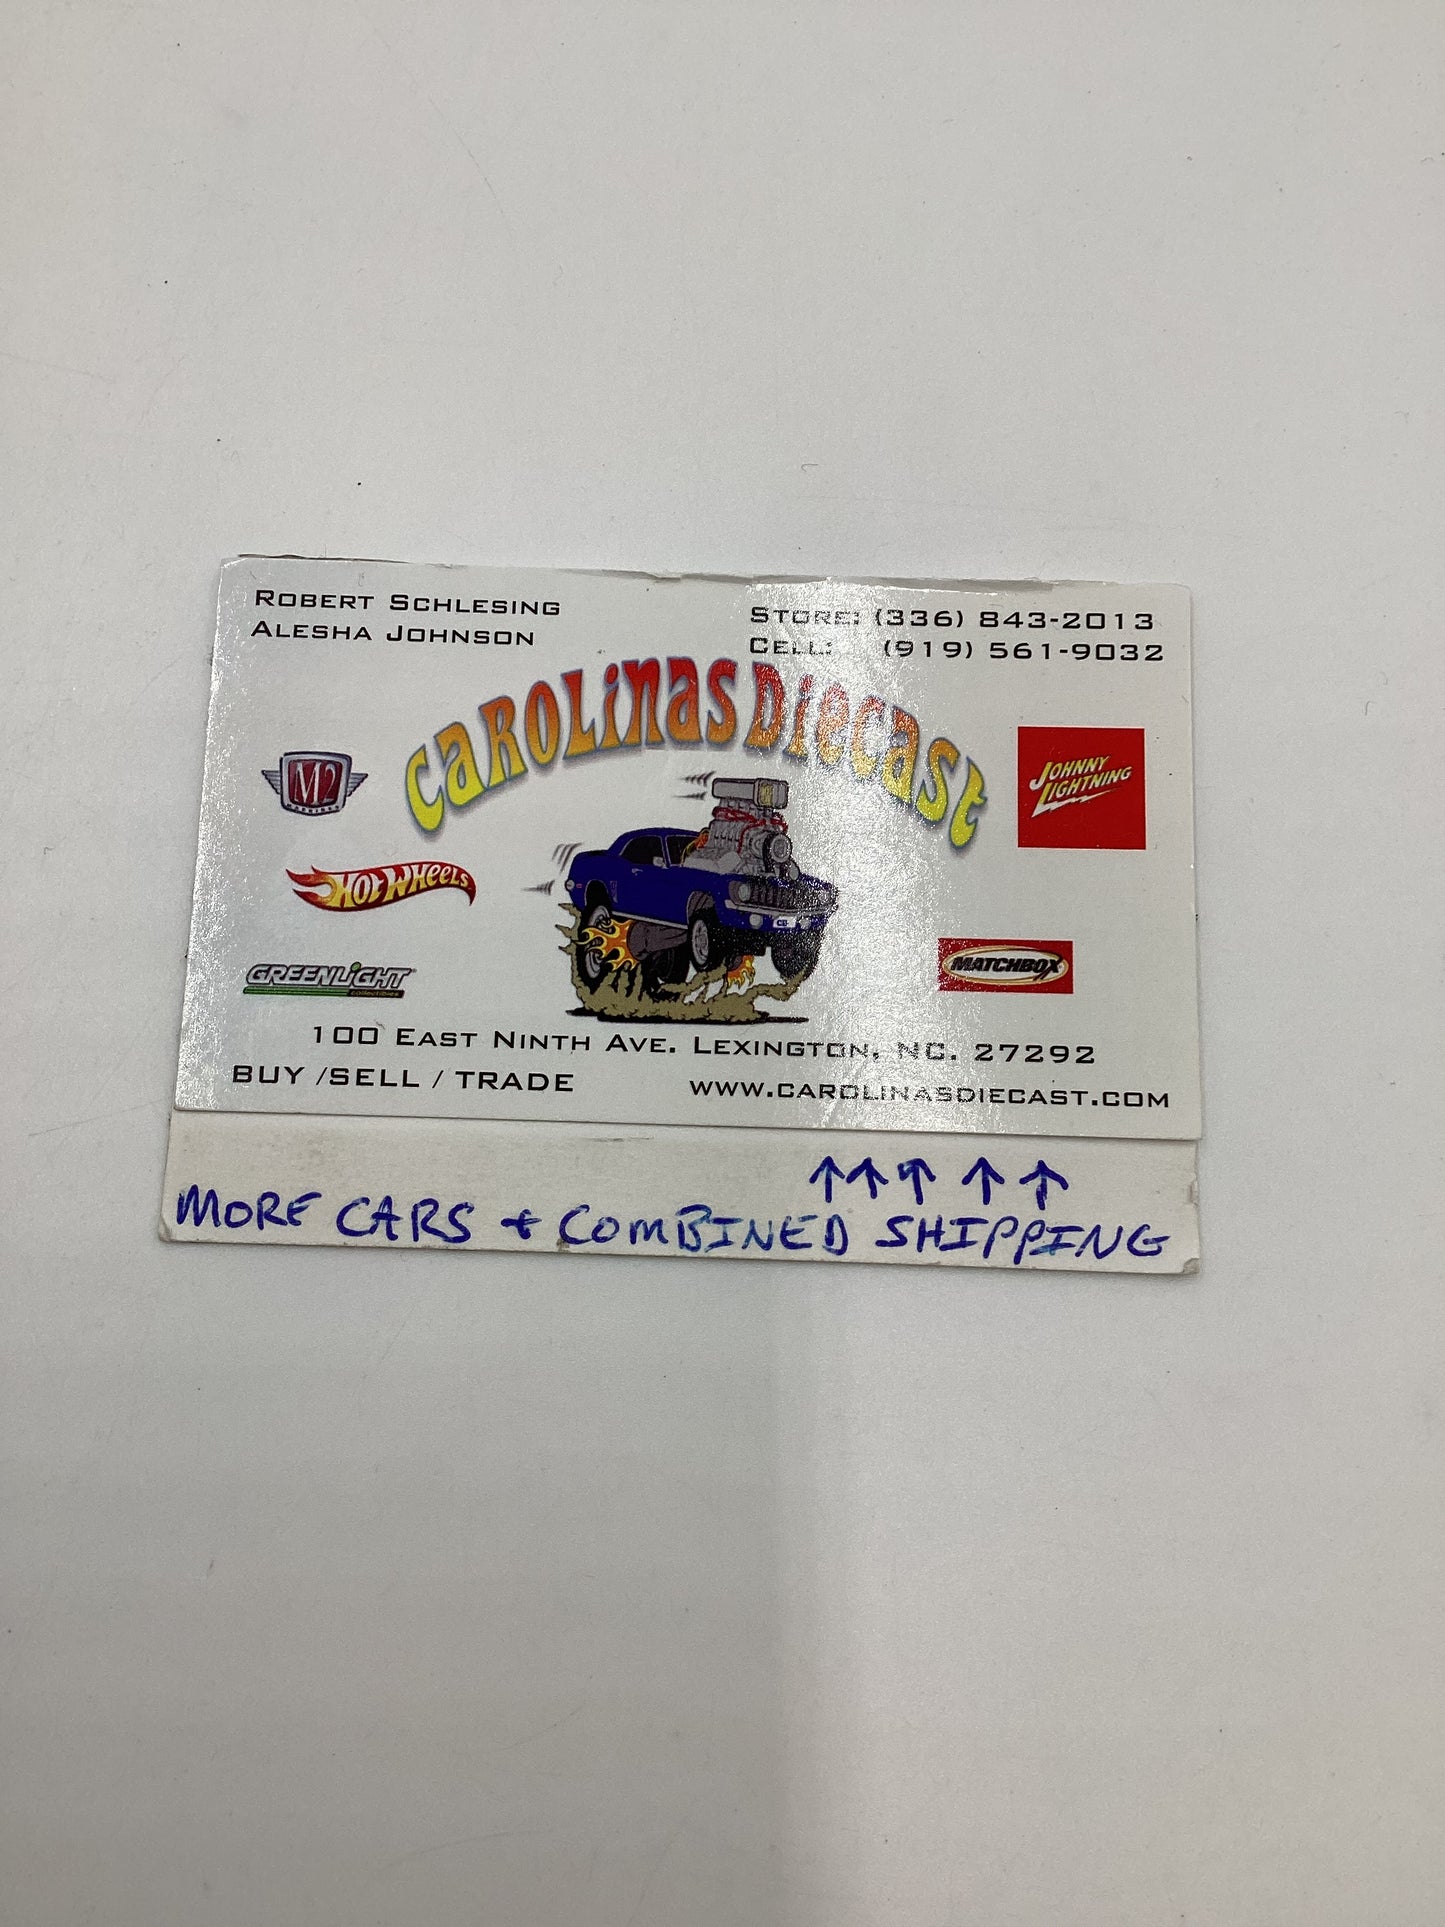 Robert Schlesing
Alesha Johnson
Store: (336) 843-2013
Cell: (919) 561-9032
Carolinas Diecast
M2
MACHINES
Johnny Lightning
Hot Wheels
GREENLIGHT
collectibles
MATCHBOX
100 East Ninth Ave. Lexington, NC. 27292
BUY /SELL / TRADE
www.carolinasdiecast.com
↑↑↑ ↑ ↑
MORE CARS + COMBINED SHIPPING